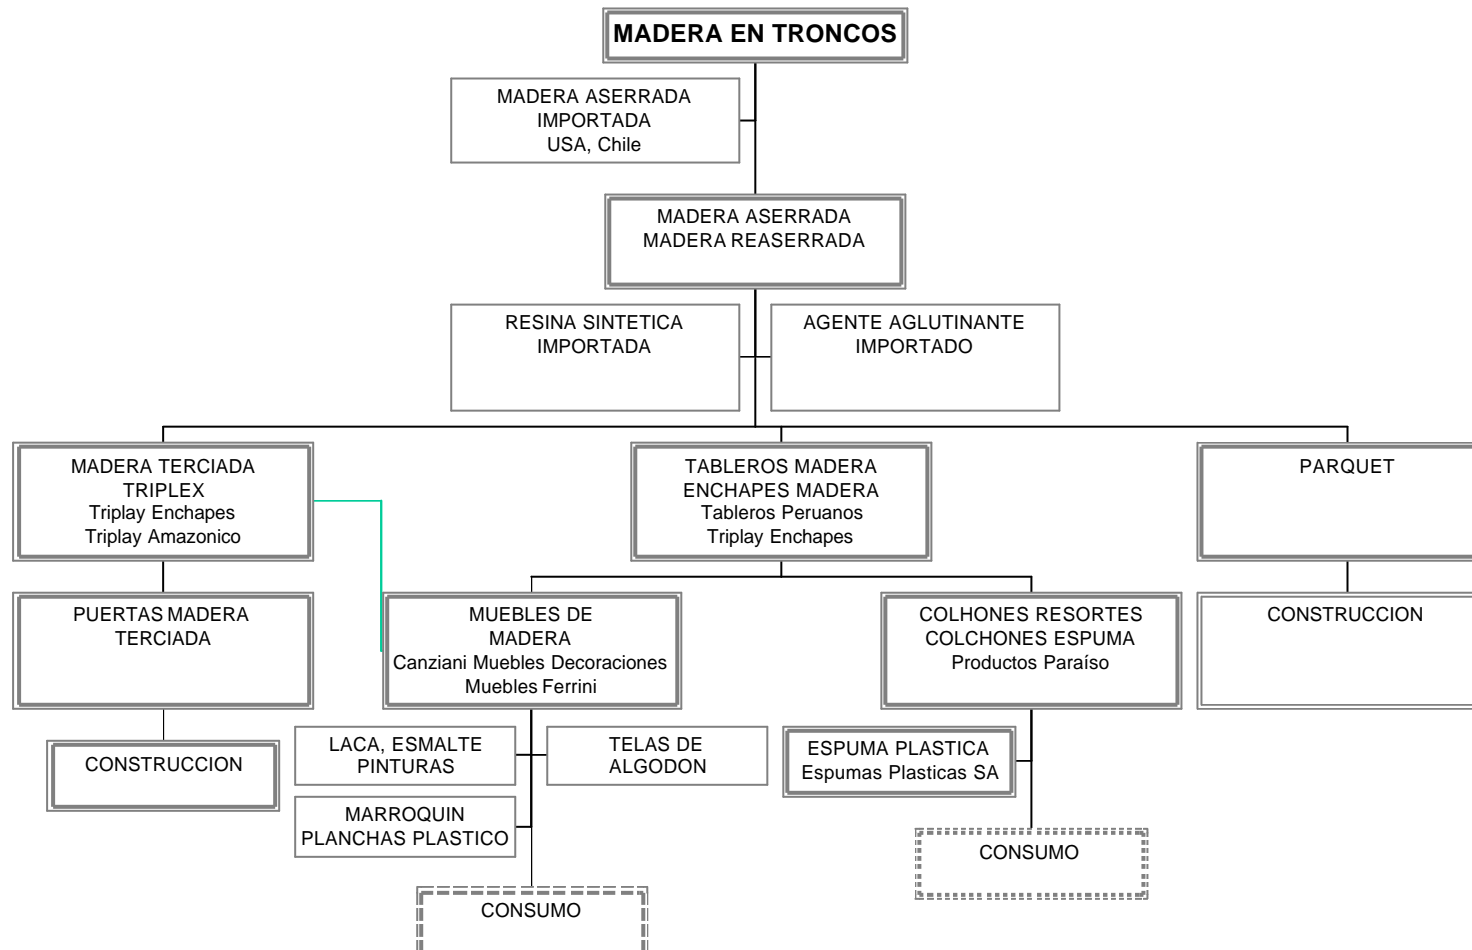 MADERA EN TRONCOS
MADERA ASERRADA
IMPORTADA
USA, Chile
MADERA ASERRADA
MADERA REASERRADA
RESINA SINTETICA
IMPORTADA
AGENTE AGLUTINANTE
IMPORTADO
MADERA TERCIADA
TRIPLEX
Triplay Enchapes
Triplay Amazonico
TABLEROS MADERA
ENCHAPES MADERA
Tableros Peruanos
Triplay Enchapes
PARQUET
PUERTAS MADERA
TERCIADA
MUEBLES DE
MADERA
Canziani Muebles Decoraciones
Muebles Ferrini
COLHONES RESORTES
COLCHONES ESPUMA
Productos Paraíso
CONSTRUCCION
CONSTRUCCION
LACA, ESMALTE
PINTURAS
TELAS DE
ALGODON
ESPUMA PLASTICA
Espumas Plasticas SA
MARROQUIN
PLANCHAS PLASTICO
CONSUMO
CONSUMO